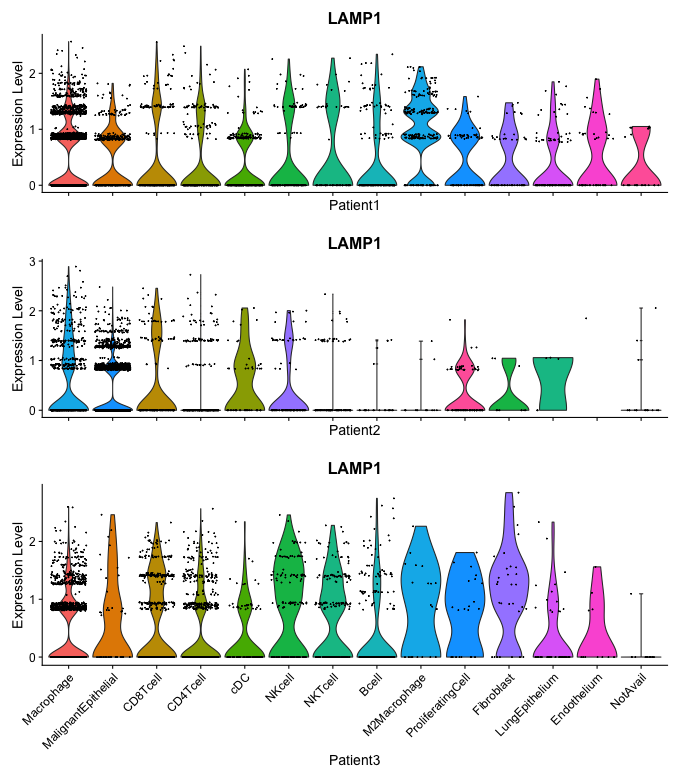 LAMP1
Expression Level
2
1
0
Patient1
LAMP1
Expression Level
3
2
1
0
Patient2
LAMP1
Expression Level
2
1
0
Macrophage
MalignantEpithelial
CD8Tcell
CD4Tcell
cDC
NKcell
NKTcell
Bcell
M2Macrophage
ProliferatingCell
Fibroblast
LungEpithelium
Endothelium
NotAvail
Patient3